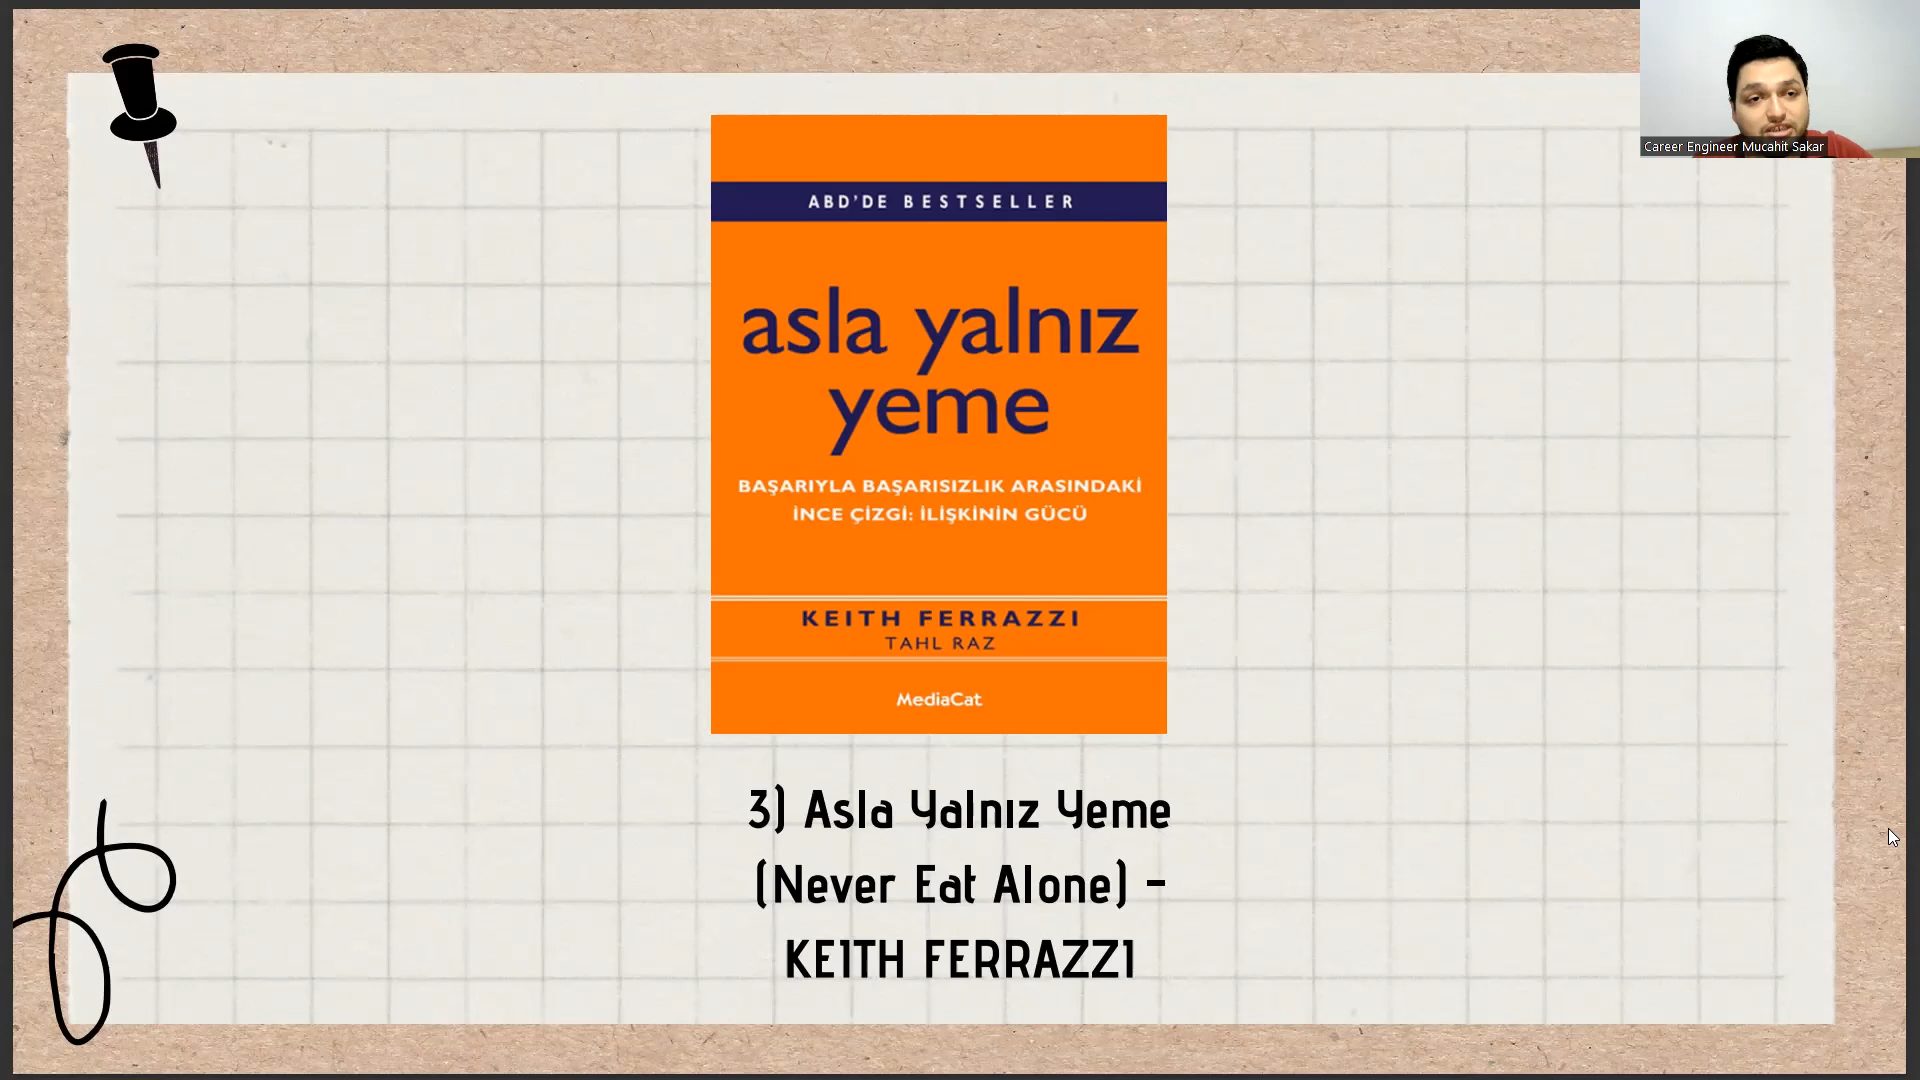 Career Engineer Mucahit Sakar
ABD'DE BESTSELLER
asla yalnız
yeme
BAŞARIYLA BAŞARISIZLIK ARASINDAKİ
İNCE ÇİZGİ: İLİŞKİNİN GÜCÜ
KEITH FERRAZZI
TAHL RAZ
MediaCat
3) Asla Yalnız Yeme
(Never Eat Alone) -
KEITH FERRAZZI